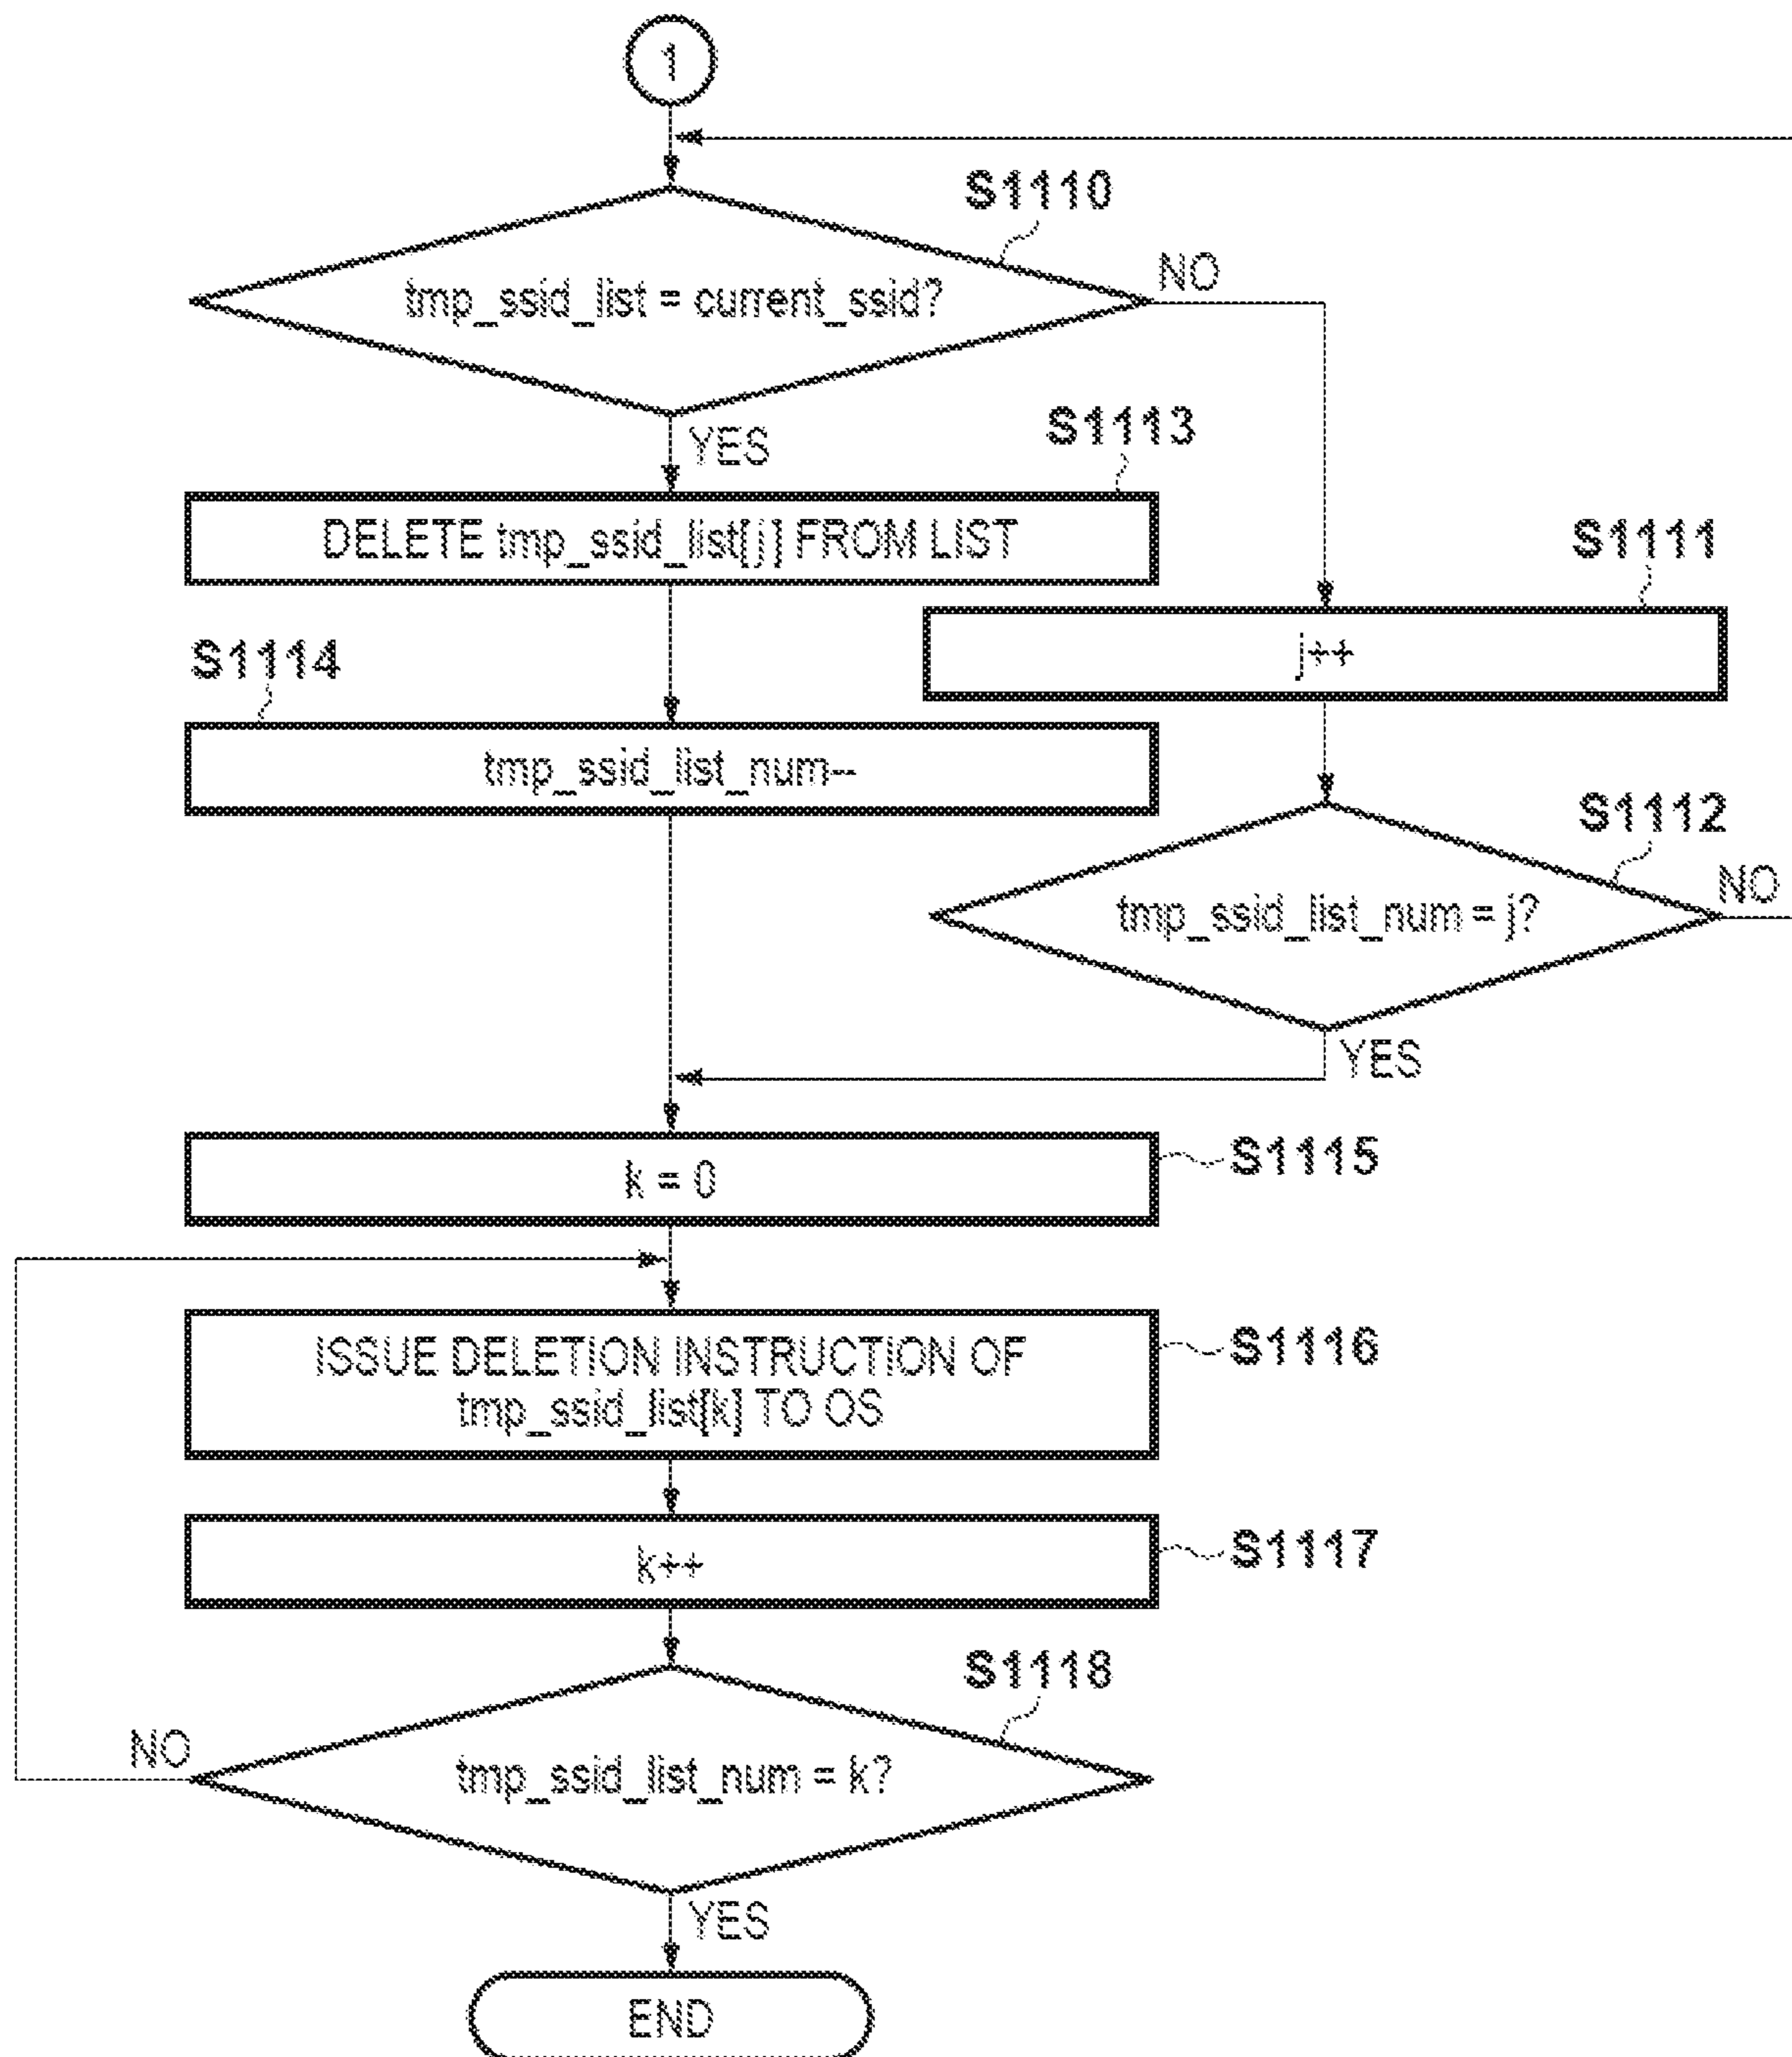 1
S1110
tmp_ssid_list = current_ssid?
NO
YES
S1113
DELETE tmp_ssid_list[j] FROM LIST
S1111
j++
S1114
tmp_ssid_list_num--
S1112
tmp_ssid_list_num = j?
NO
YES
k = 0
S1115
ISSUE DELETION INSTRUCTION OF
tmp_ssid_list[k] TO OS
S1116
k++
S1117
S1118
tmp_ssid_list_num = k?
NO
YES
END